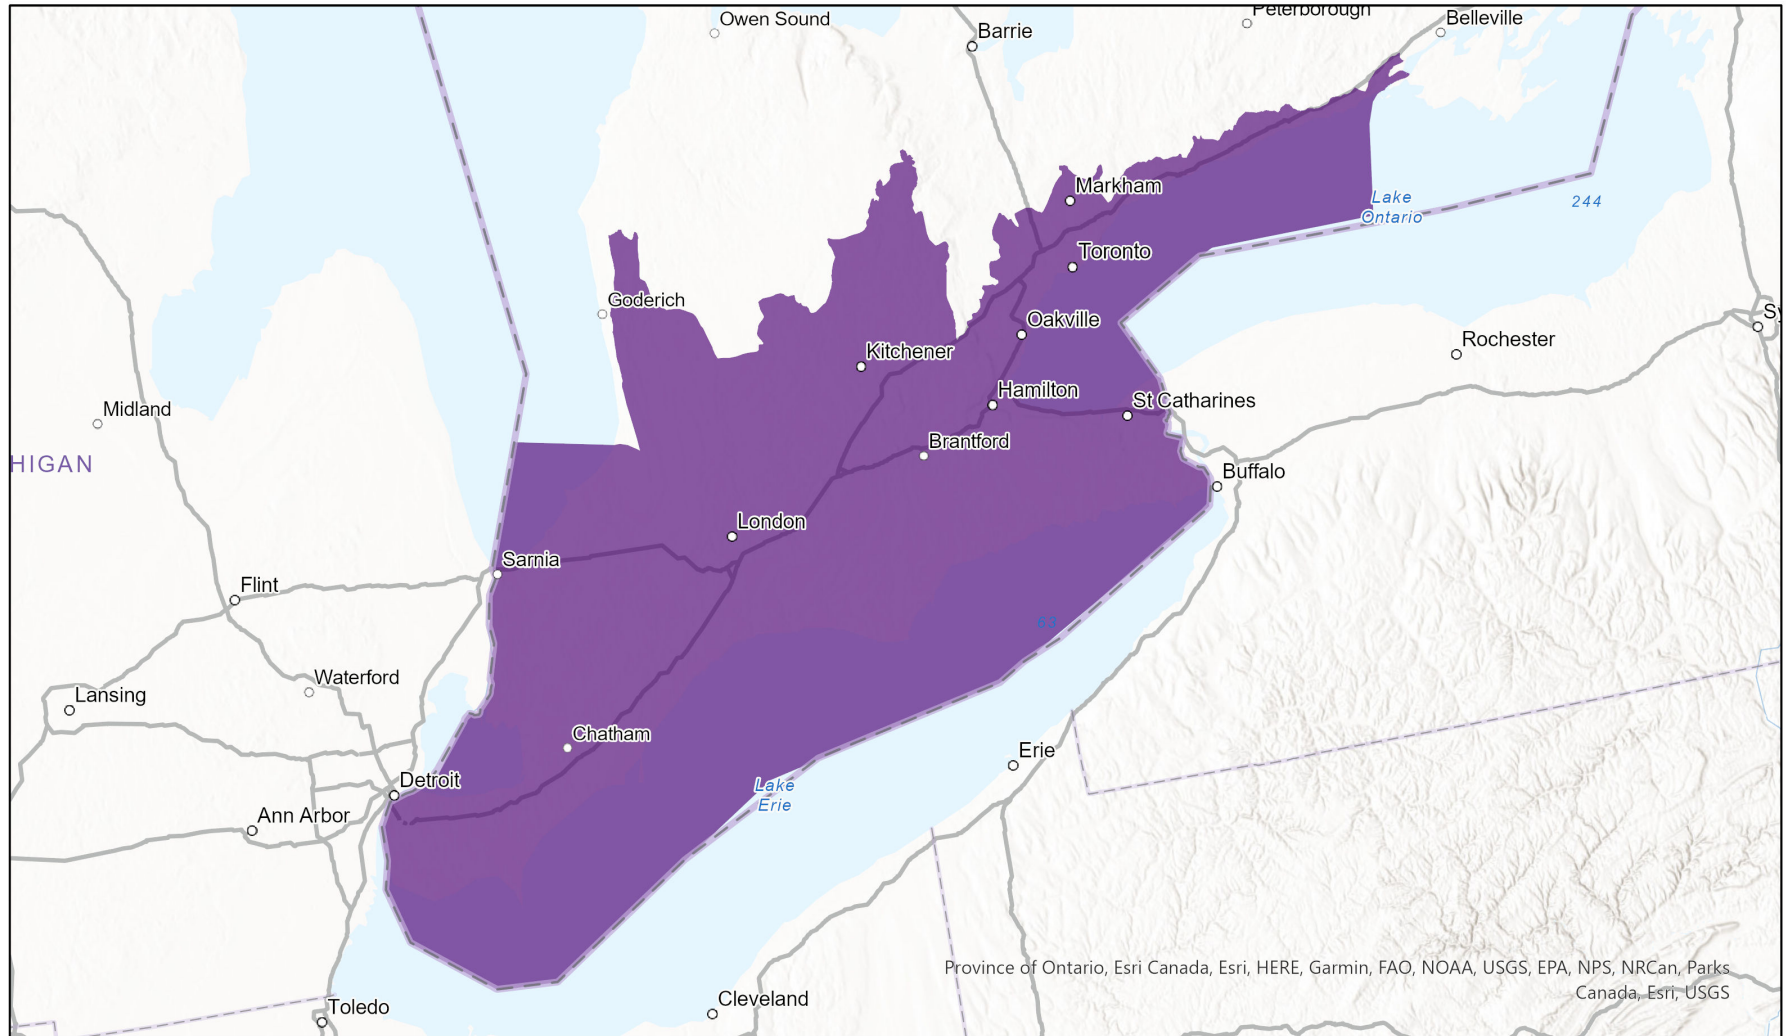 Owen Sound
Barrie
Peterborough
Belleville
Markham
Lake
Ontario
244
Toronto
Goderich
Oakville
Sy
Rochester
Kitchener
Hamilton
St Catharines
Midland
Brantford
HIGAN
Buffalo
London
Sarnia
Flint
63
Waterford
Lansing
Chatham
Erie
Detroit
Lake
Erie
Ann Arbor
Province of Ontario, Esri Canada, Esri, HERE, Garmin, FAO, NOAA, USGS, EPA, NPS, NRCan, Parks
Canada, Esri, USGS
Cleveland
Toledo